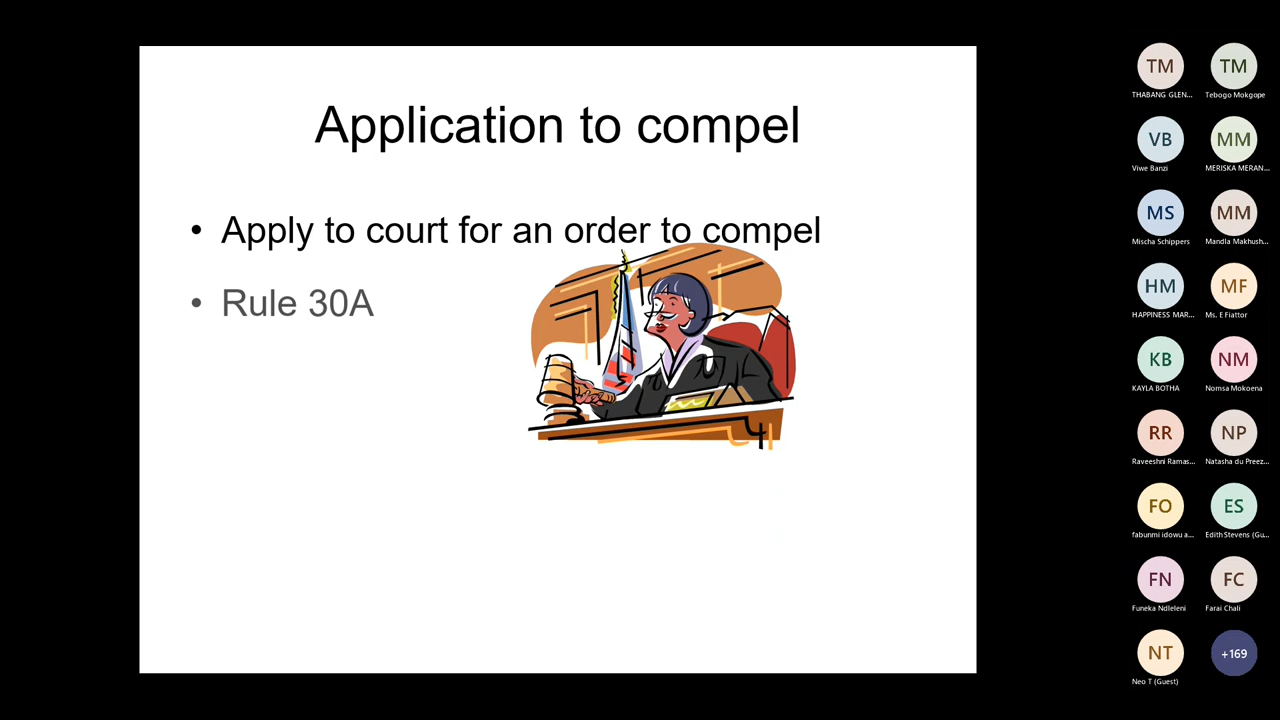 Application to compel
• Apply to court for an order to compel
• Rule 30A
TM
THABANG GLEN...
TM
Tebogo Mokgope
VB
Viwe Banzi
MM
MERISKA MERAN...
MS
Mischa Schippers
MM
Mandla Makhush...
HM
HAPPINESS MAR...
MF
Ms. E Fiattor
KB
KAYLA BOTHA
NM
Nomsa Mokoena
RR
Raveeshni Ramas...
NP
Natasha du Preez...
FO
fabunmi idowu a...
ES
Edith Stevens (Gu...
FN
Funeka Ndleleni
FC
Farai Chali
NT
Neo T (Guest)
+169